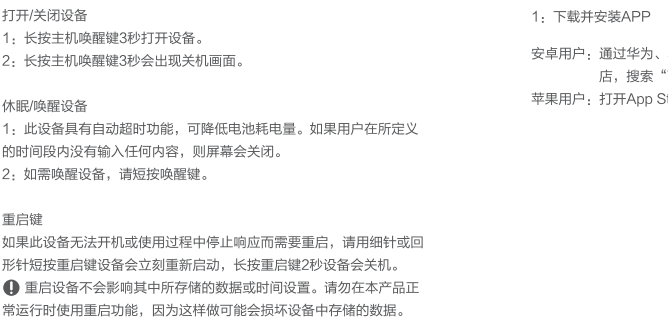 打开/关闭设备
1：长按主机唤醒键3秒打开设备。
2：长按主机唤醒键3秒会出现关机画面。
休眠/唤醒设备
1：此设备具有自动超时功能，可降低电池耗电量。如果用户在所定义
的时间段内没有输入任何内容，则屏幕会关闭。
2：如需唤醒设备，请短按唤醒键。
重启键
如果此设备无法开机或使用过程中停止响应而需要重启，请用细针或回
形针短按重启键设备会立刻重新启动，长按重启键2秒设备会关机。
重启设备不会影响其中所存储的数据或时间设置。请勿在本产品正
常运行时使用重启功能，因为这样做可能会损坏设备中存储的数据。
1：下载并安装APP
安卓用户：通过华为、
店，搜索“
苹果用户：打开App S